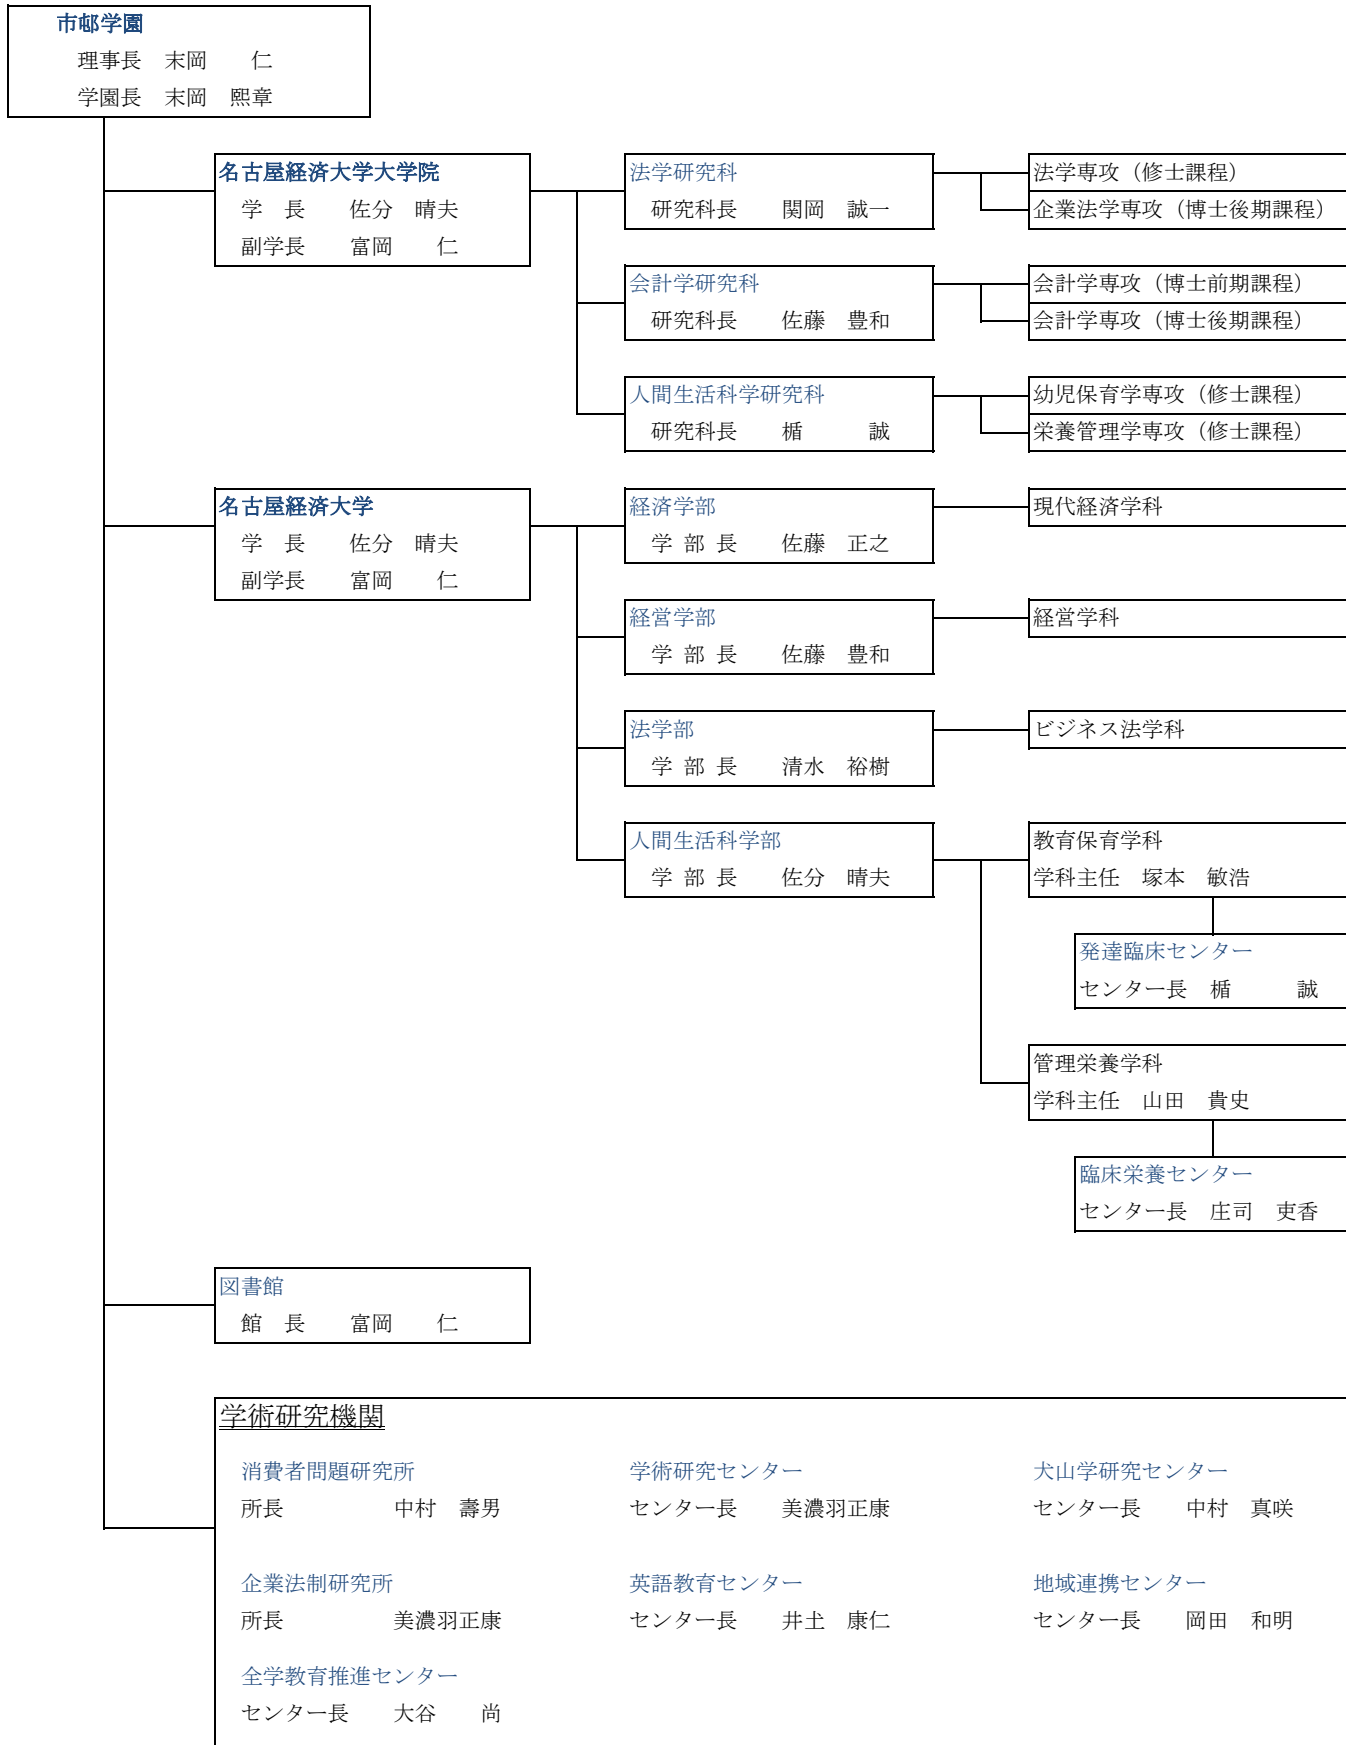 市邨学園
理事長　末岡　　仁
学園長　末岡　熙章
名古屋経済大学大学院
学　長　　佐分　晴夫
副学長　　富岡　　仁
法学研究科
研究科長　　関岡　誠一
法学専攻（修士課程）
企業法学専攻（博士後期課程）
会計学研究科
研究科長　　佐藤　豊和
会計学専攻（博士前期課程）
会計学専攻（博士後期課程）
人間生活科学研究科
研究科長　　楯　　　誠
幼児保育学専攻（修士課程）
栄養管理学専攻（修士課程）
名古屋経済大学
学　長　　佐分　晴夫
副学長　　富岡　　仁
経済学部
学 部 長　　佐藤　正之
現代経済学科
経営学部
学 部 長　　佐藤　豊和
経営学科
法学部
学 部 長　　清水　裕樹
ビジネス法学科
人間生活科学部
学 部 長　　佐分　晴夫
教育保育学科
学科主任　塚本　敏浩
発達臨床センター
センター長　楯　　　誠
管理栄養学科
学科主任　山田　貴史
臨床栄養センター
センター長　庄司　吏香
図書館
館　長　　富岡　　仁
学術研究機関
消費者問題研究所
所長　　　　　中村　壽男
学術研究センター
センター長　　美濃羽正康
犬山学研究センター
センター長　　中村　真咲
企業法制研究所
所長　　　　　美濃羽正康
英語教育センター
センター長　　井土　康仁
地域連携センター
センター長　　岡田　和明
全学教育推進センター
センター長　　大谷　　尚